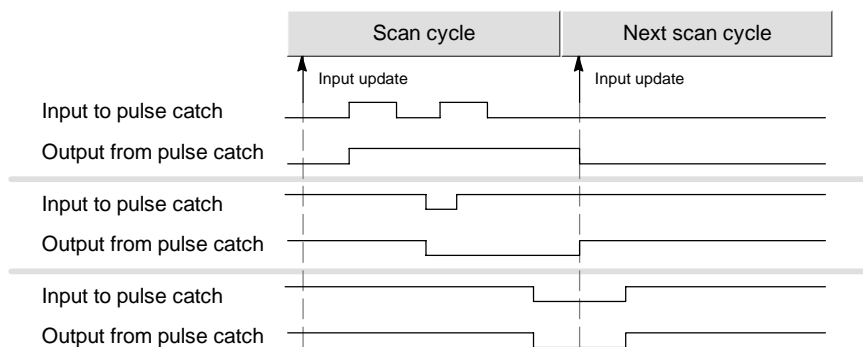 Scan cycle
Next scan cycle
Input update
Input update
Input to pulse catch
Output from pulse catch
Input to pulse catch
Output from pulse catch
Input to pulse catch
Output from pulse catch